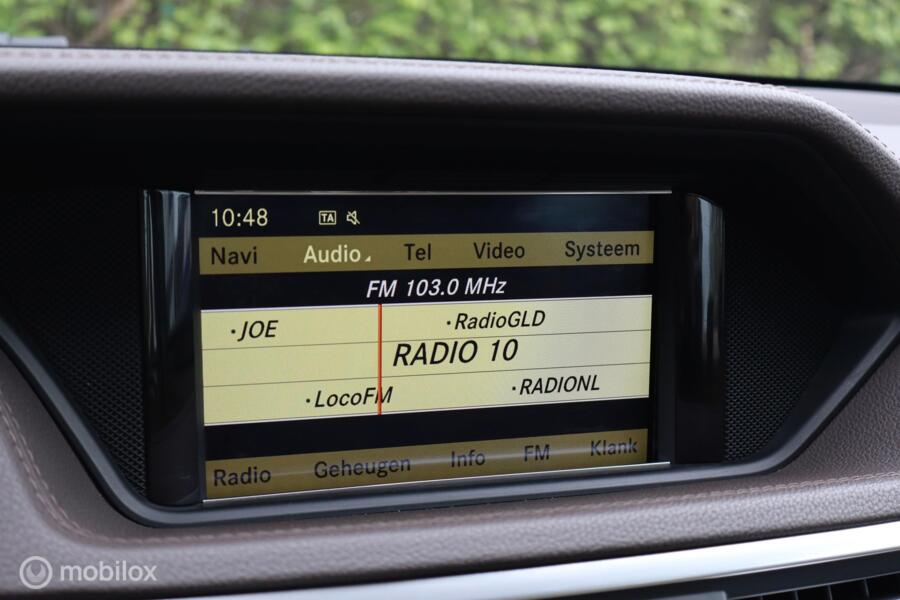 10:48 TA
Navi Audio Tel Video Systeem
FM 103.0 MHz
·JOE ·RadioGLD
RADIO 10
·LocoFM ·RADIONL
Radio Geheugen Info FM Klank
mobilox